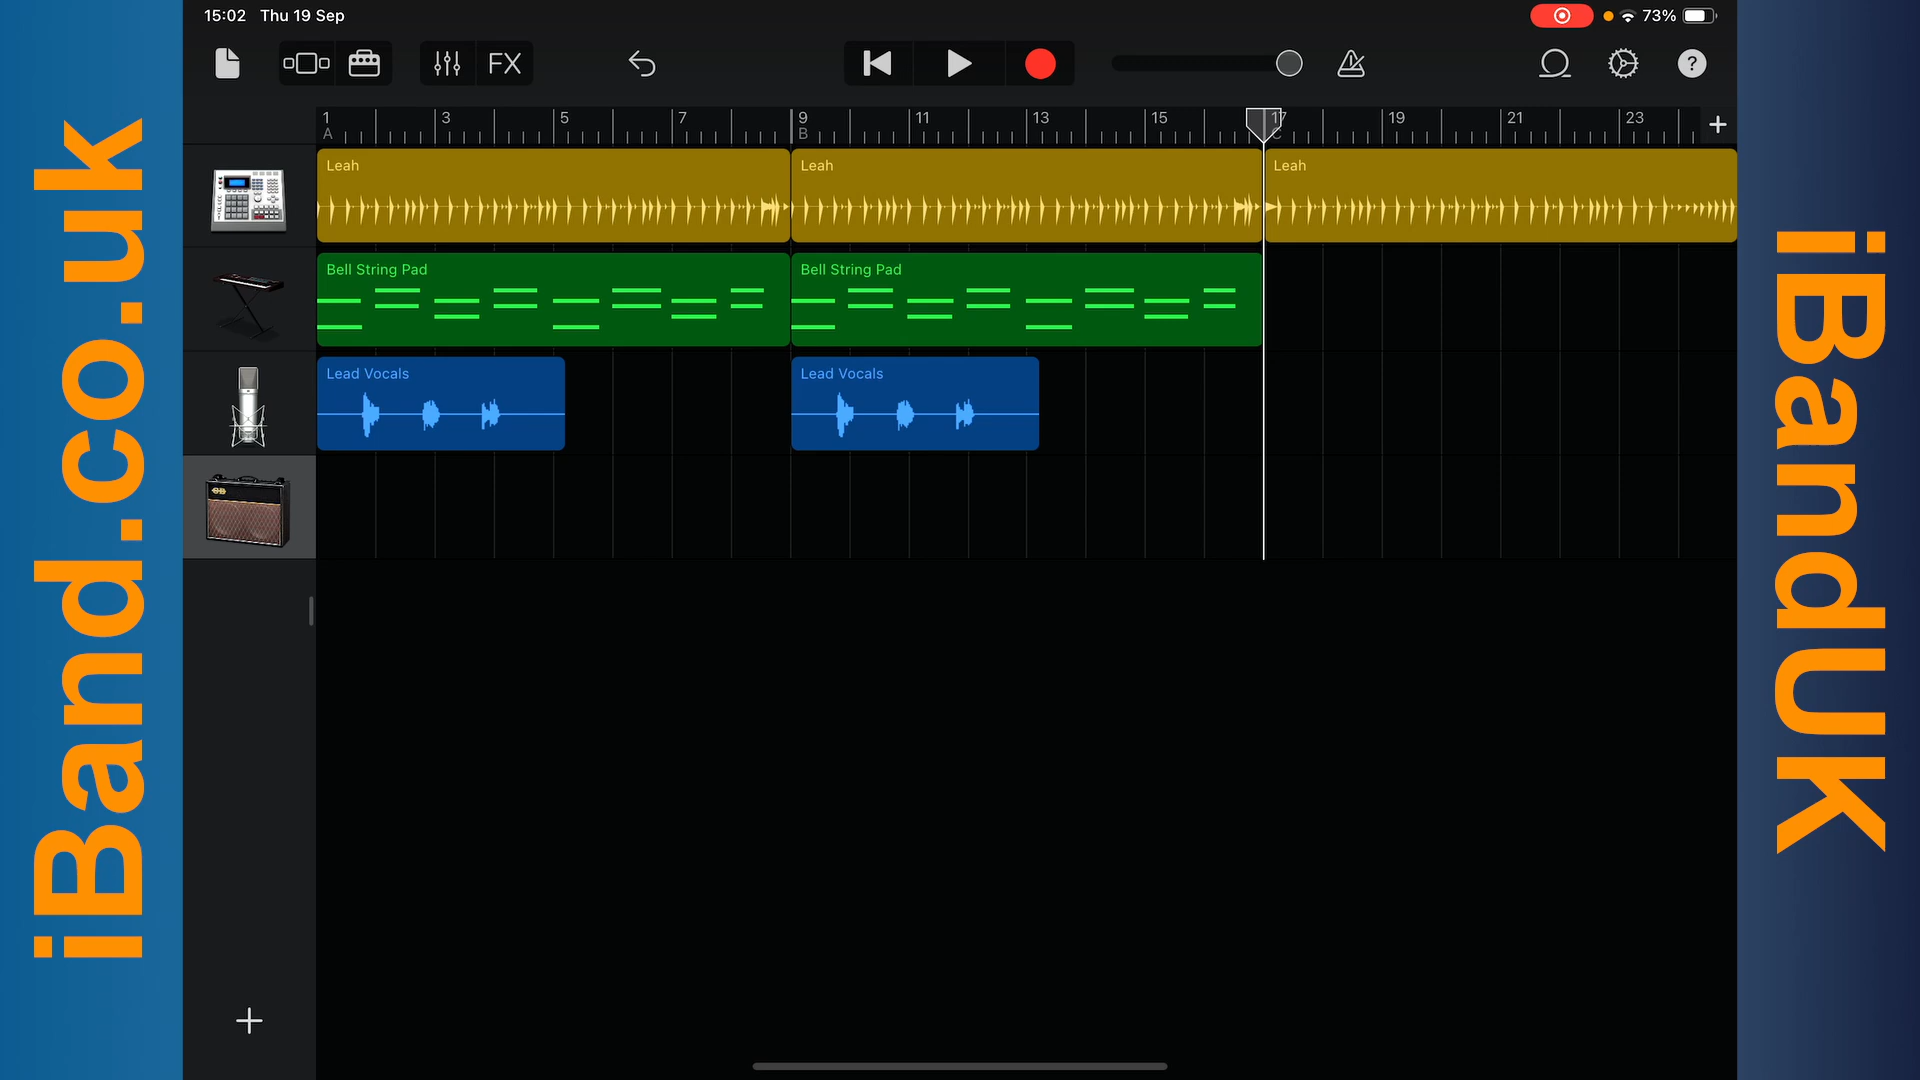 15:02 Thu 19 Sep 73%
FX ?
1 3 5 7 9 11 13 15 17 19 21 23 +
A B C
Leah Leah Leah
Bell String Pad Bell String Pad
Lead Vocals Lead Vocals
iBand.co.uk
iBandUK